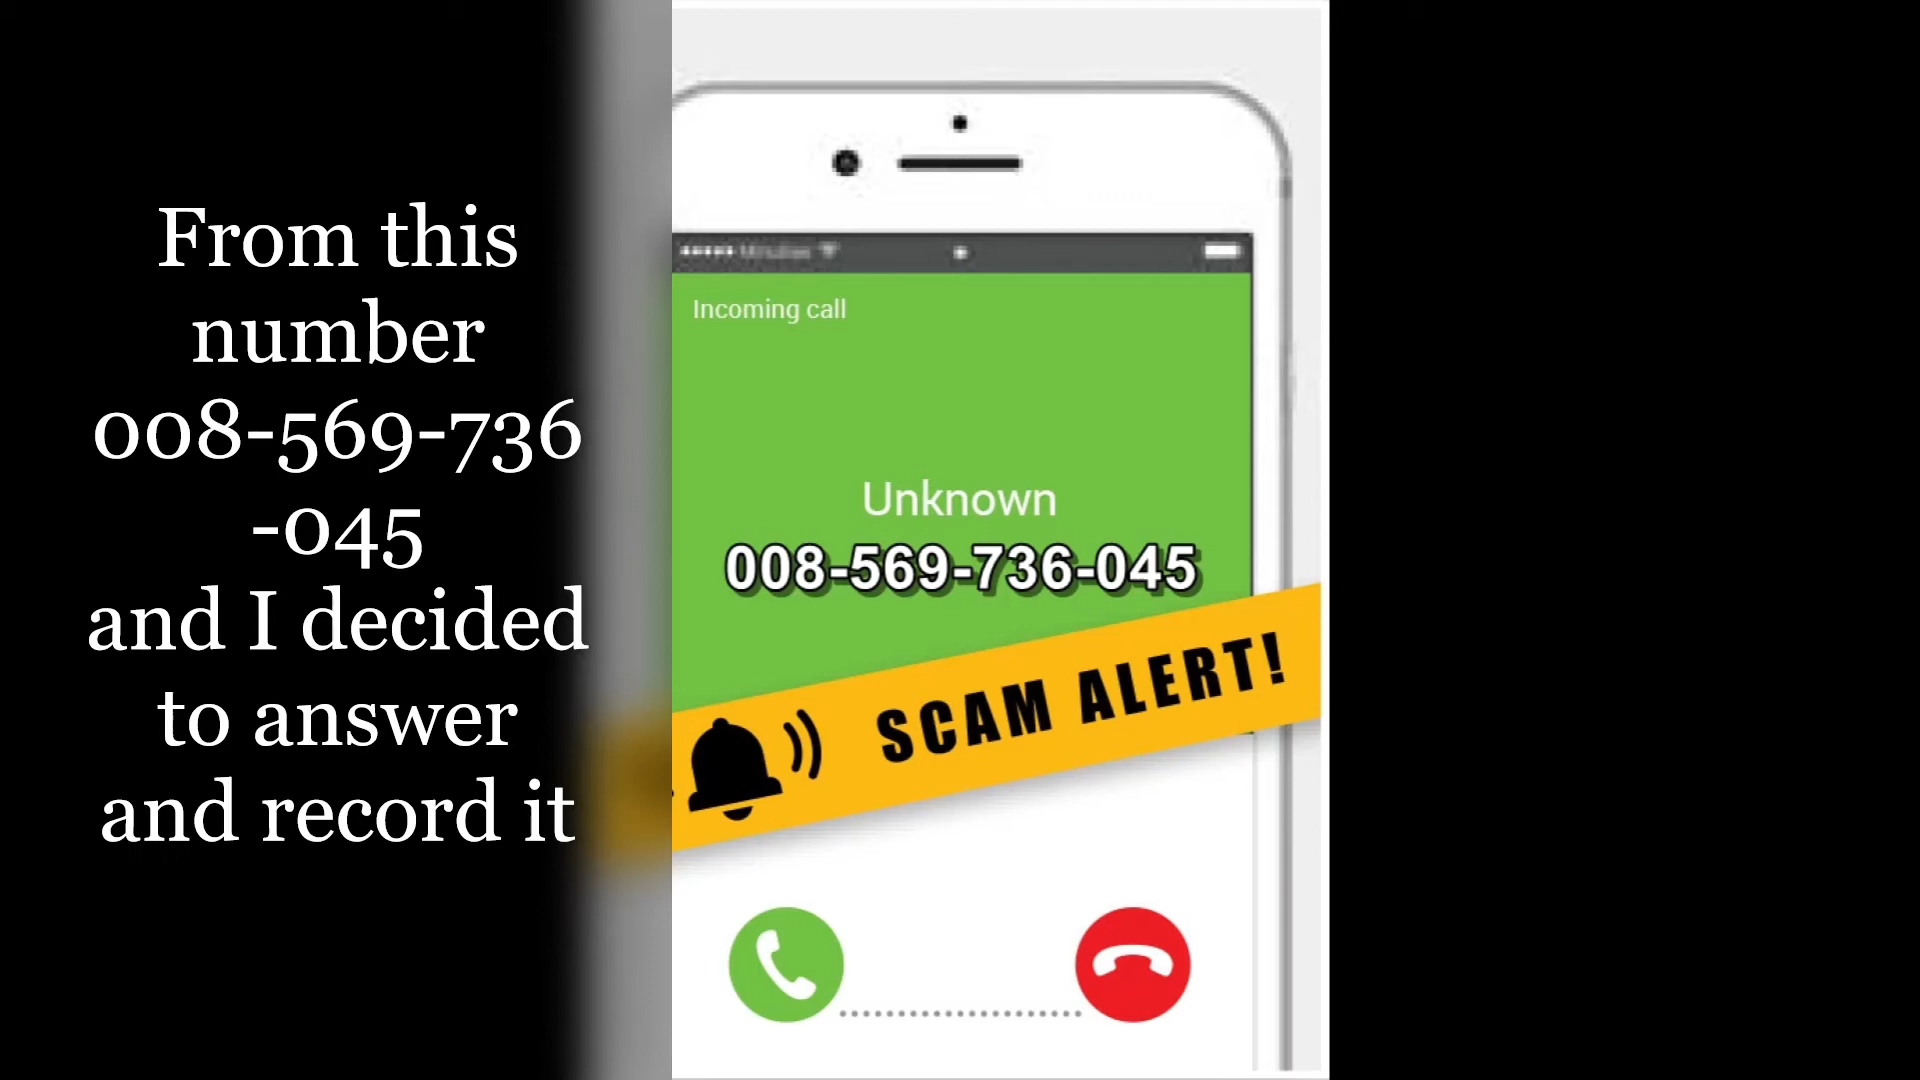 From this
number
008-569-736
-045
and I decided
to answer
and record it
Incoming call
Unknown
008-569-736-045
SCAM ALERT!